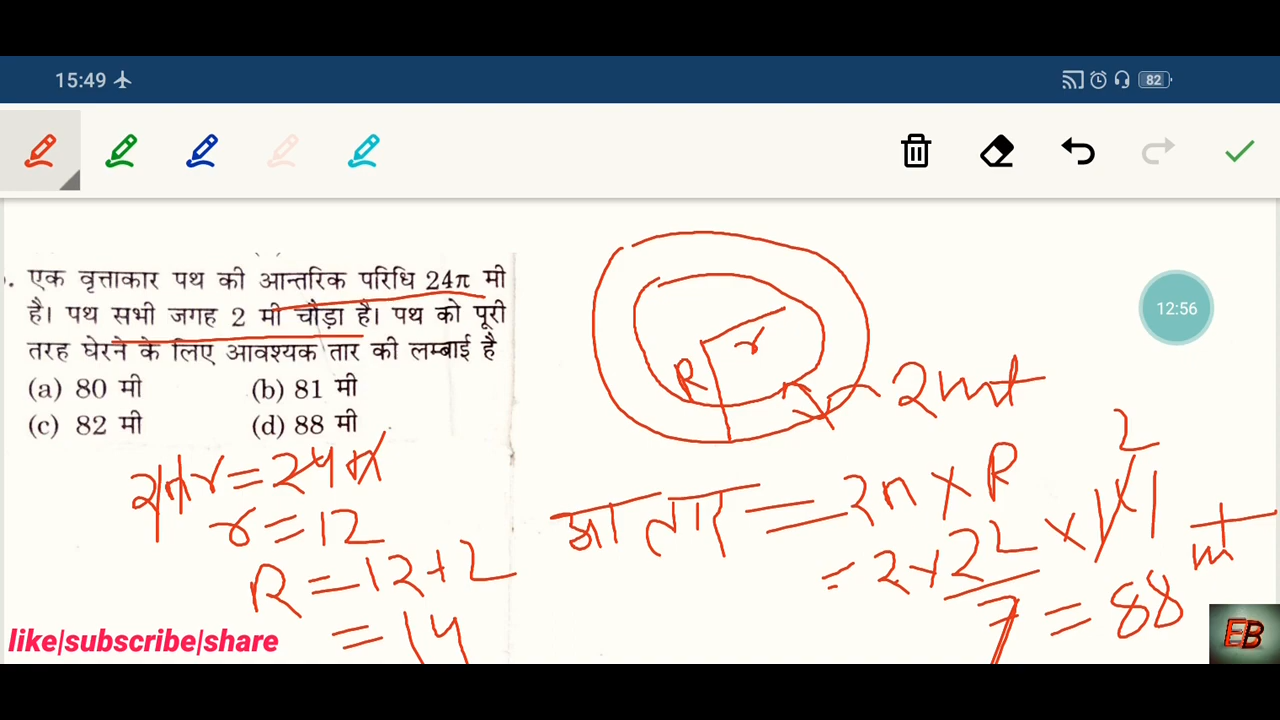 15:49
82
12:56
. एक वृत्ताकार पथ की आन्तरिक परिधि 24π मी
है। पथ सभी जगह 2 मी चौड़ा है। पथ को पूरी
तरह घेरने के लिए आवश्यक तार की लम्बाई है
(a) 80 मी (b) 81 मी
(c) 82 मी (d) 88 मी
2πr = 24π
r = 12
R = 12+2
= 14
r
R
2mt
तार = 2π × R
2
= 2 × 22/7 × 14 = 88 mt
like|subscribe|share
EB